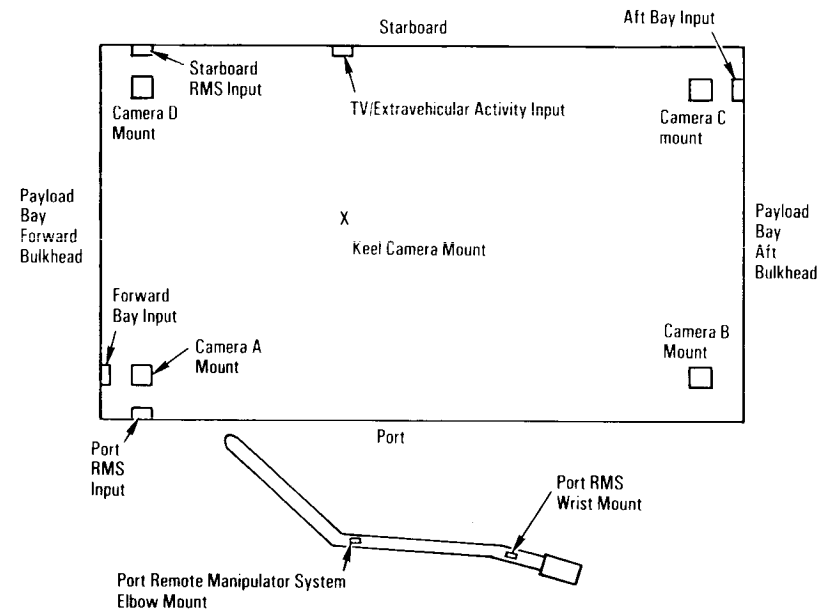 Starboard
Aft Bay Input
Starboard
RMS Input
TV/Extravehicular Activity Input
Camera D
Mount
Camera C
mount
Payload
Bay
Forward
Bulkhead
X
Keel Camera Mount
Payload
Bay
Aft
Bulkhead
Forward
Bay Input
Camera A
Mount
Camera B
Mount
Port
RMS
Input
Port
Port RMS
Wrist Mount
Port Remote Manipulator System
Elbow Mount